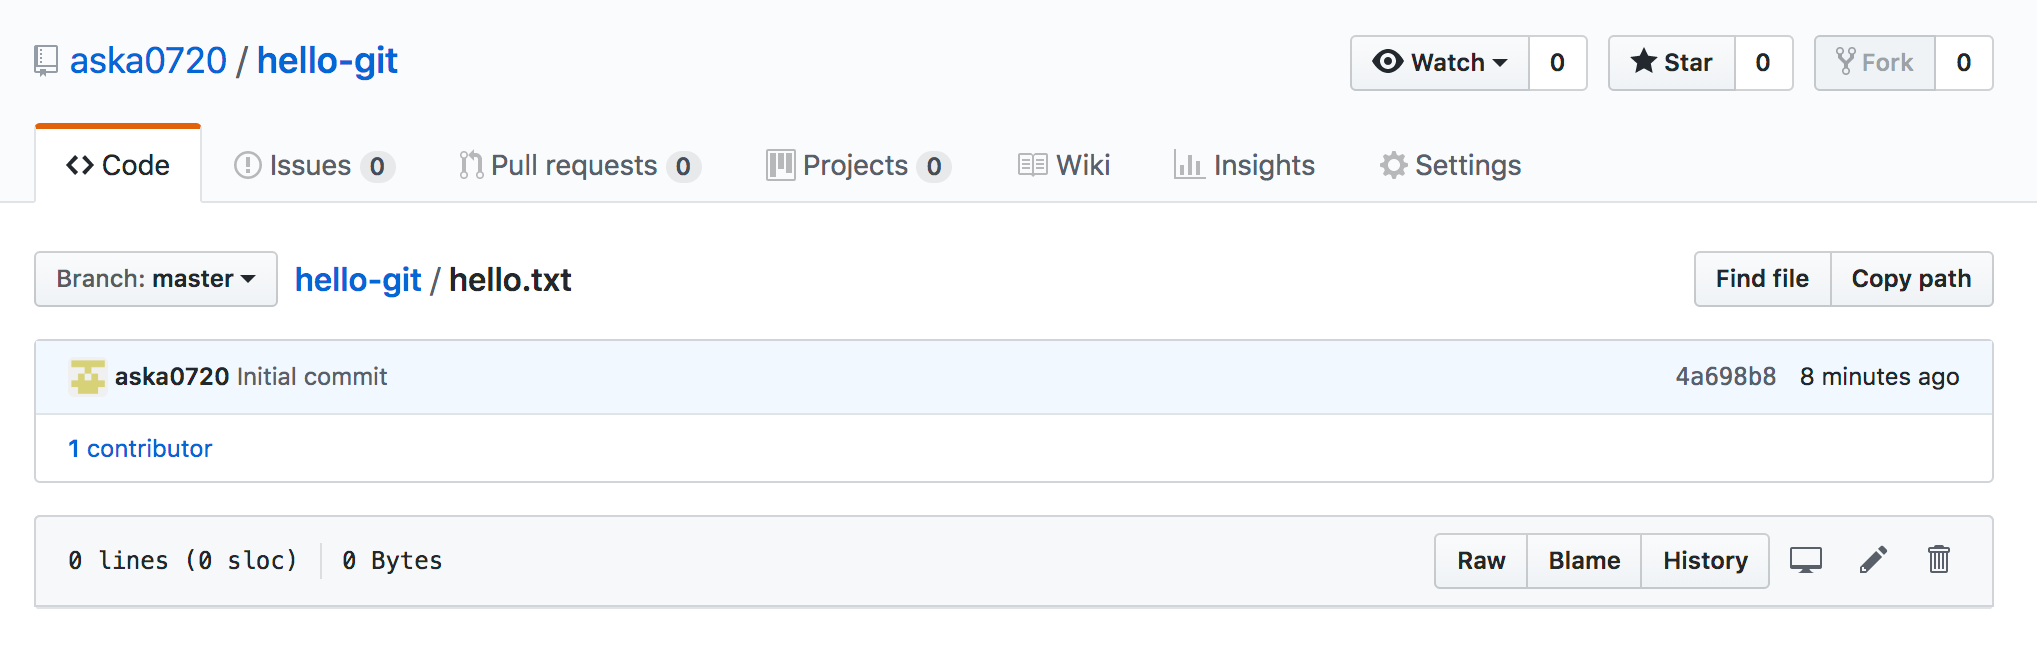 aska0720 / hello-git
Watch 0 Star 0 Fork 0
Code Issues 0 Pull requests 0 Projects 0 Wiki Insights Settings
Branch: master hello-git / hello.txt Find file Copy path
aska0720 Initial commit 4a698b8 8 minutes ago
1 contributor
0 lines (0 sloc) 0 Bytes Raw Blame History